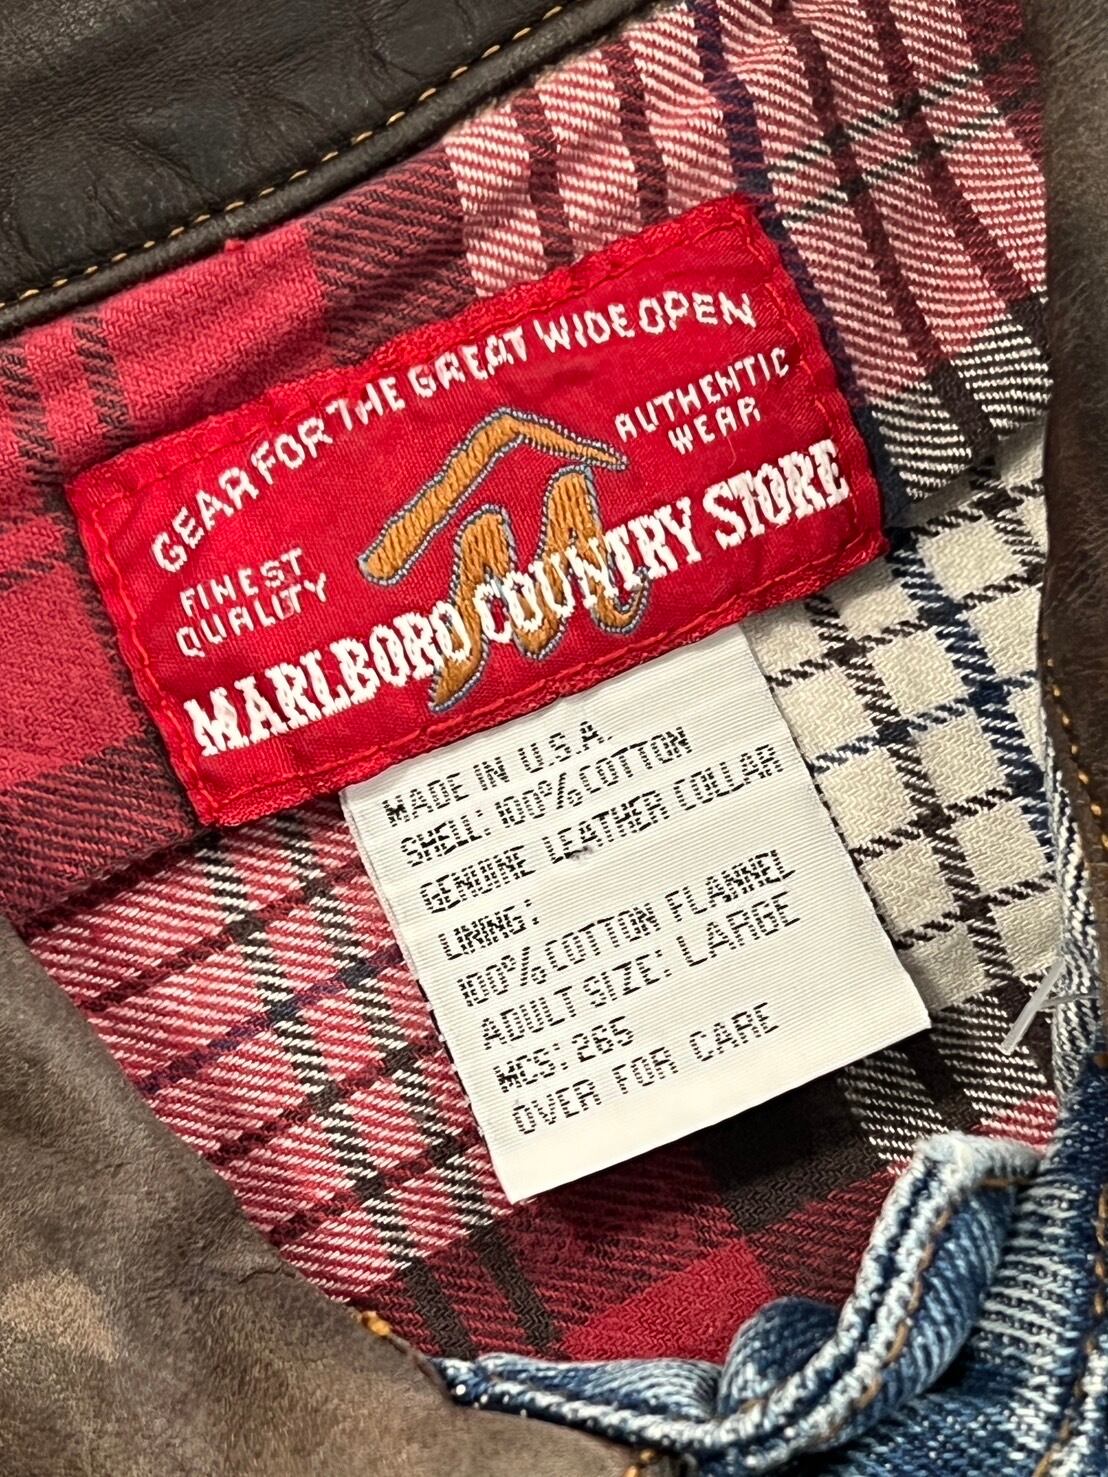 GEAR FOR THE GREAT WIDE OPEN
AUTHENTIC
WEAR
FINEST
QUALITY
MARLBORO COUNTRY STORE
MADE IN U.S.A.
SHELL: 100% COTTON
GENUINE LEATHER COLLAR
LINING:
100% COTTON FLANNEL
ADULT SIZE: LARGE
MCS: 265
OVER FOR CARE